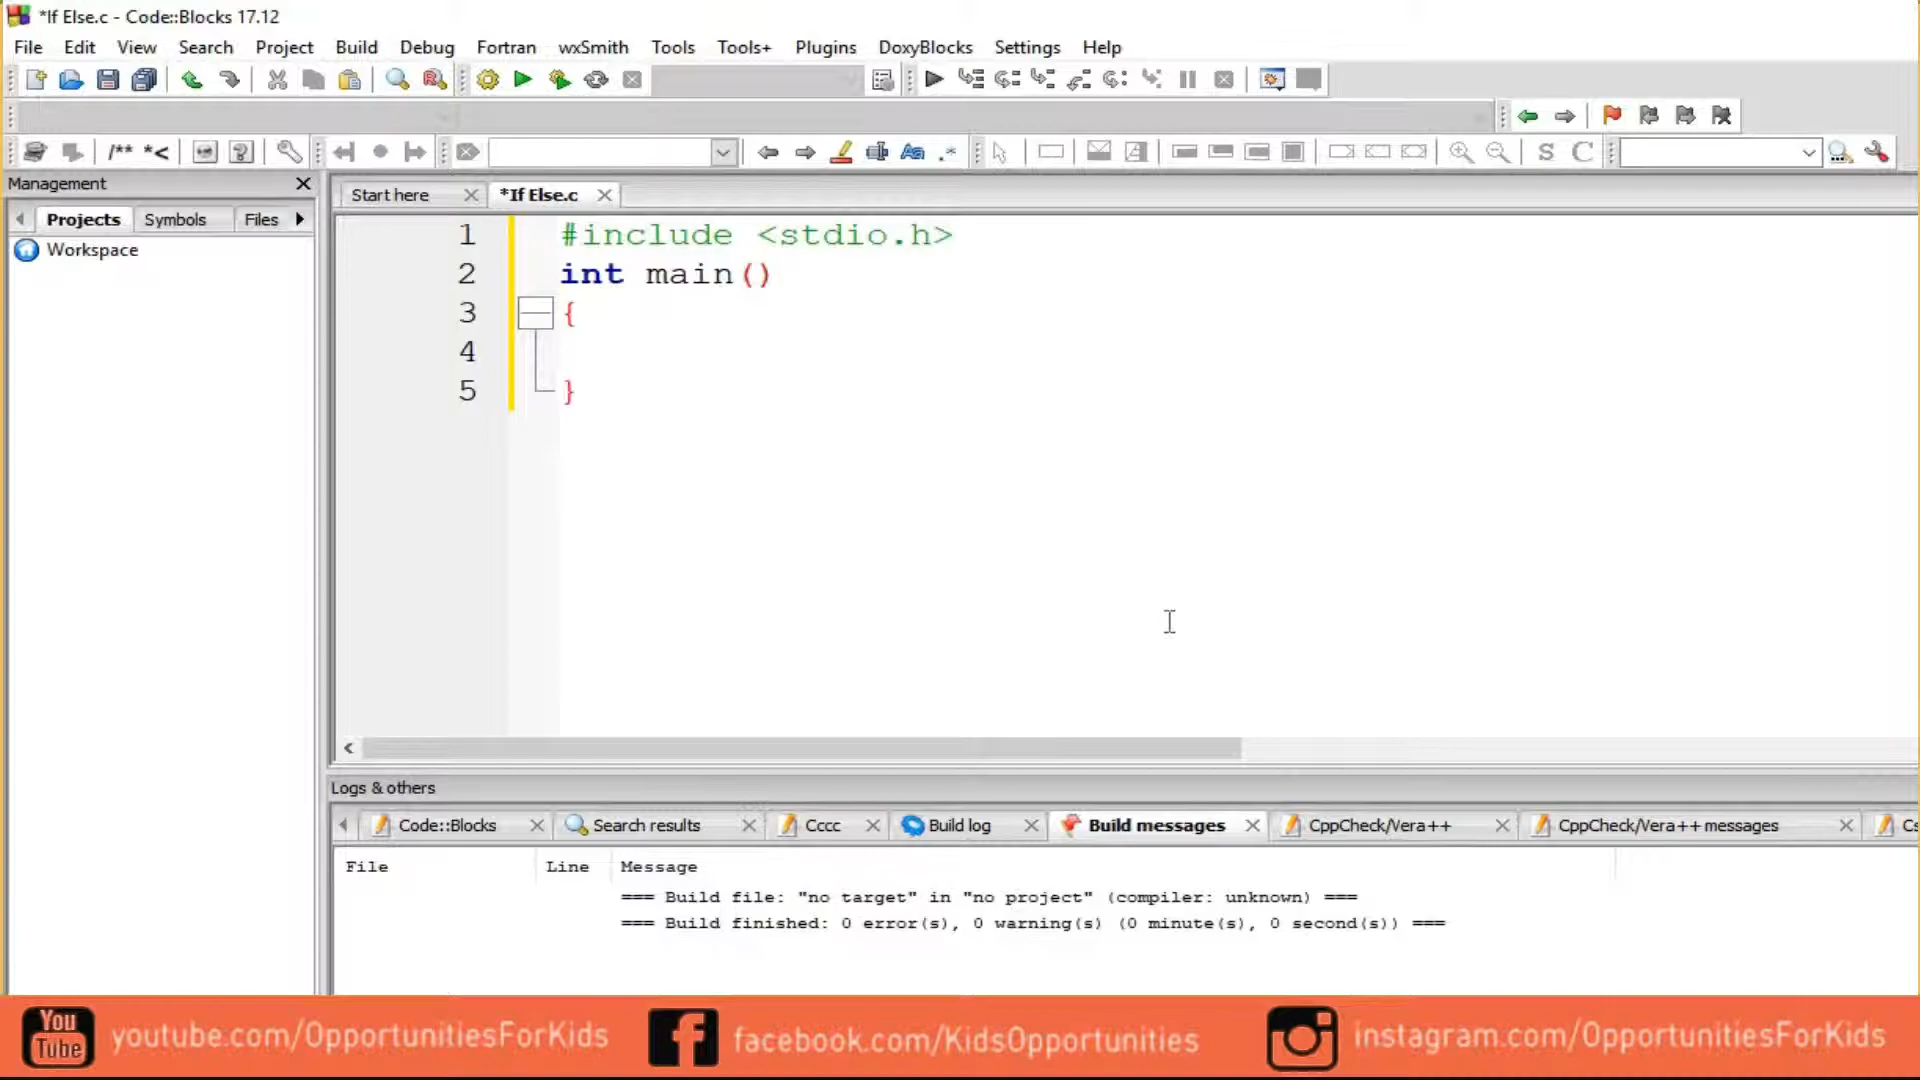 *If Else.c - Code::Blocks 17.12
File Edit View Search Project Build Debug Fortran wxSmith Tools Tools+ Plugins DoxyBlocks Settings Help
/** *<
S C
Management
Start here *If Else.c
Projects Symbols Files
Workspace
1 #include <stdio.h>
2 int main()
3 {
4
5 }
Logs & others
Code::Blocks Search results Cccc Build log Build messages CppCheck/Vera++ CppCheck/Vera++ messages Cs
File Line Message
=== Build file: "no target" in "no project" (compiler: unknown) ===
=== Build finished: 0 error(s), 0 warning(s) (0 minute(s), 0 second(s)) ===
You Tube youtube.com/OpportunitiesForKids facebook.com/KidsOpportunities instagram.com/OpportunitiesForKids